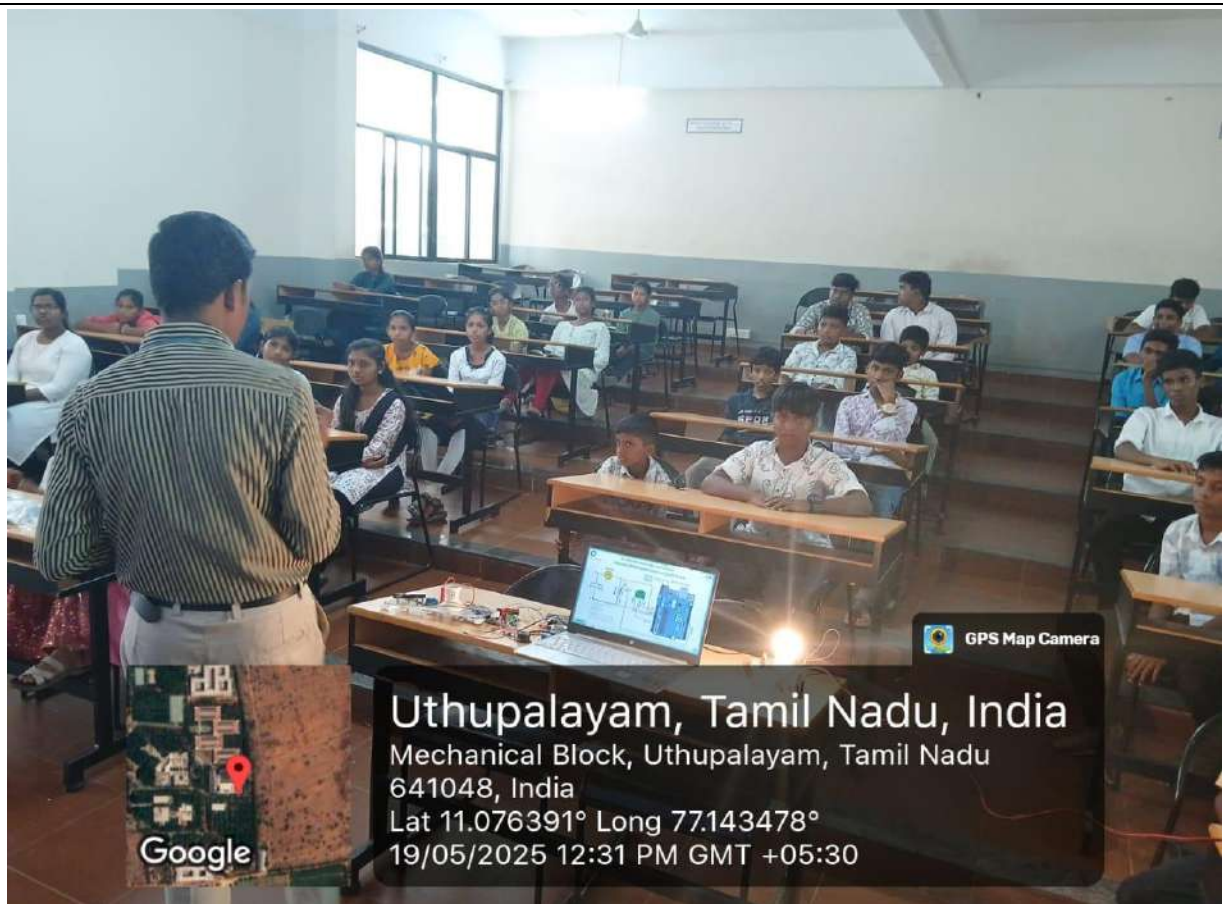 GPS Map Camera
Uthupalayam, Tamil Nadu, India
Mechanical Block, Uthupalayam, Tamil Nadu
641048, India
Lat 11.076391° Long 77.143478°
19/05/2025 12:31 PM GMT +05:30
Google